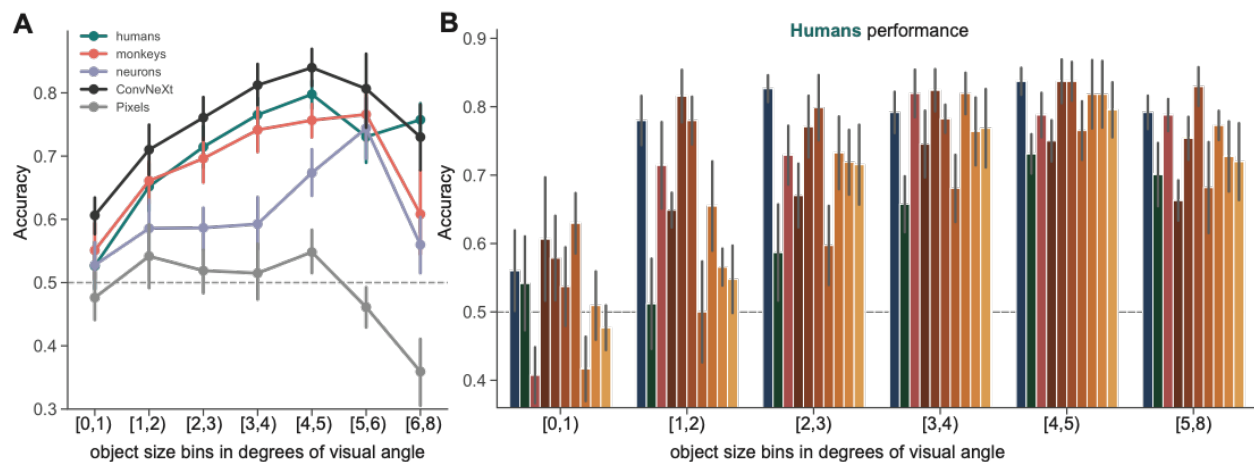 A
humans
monkeys
neurons
ConvNeXt
Pixels
Accuracy
0.8
0.7
0.6
0.5
0.4
0.3
[0,1) [1,2) [2,3) [3,4) [4,5) [5,6) [6,8)
object size bins in degrees of visual angle
B
Humans performance
Accuracy
0.9
0.8
0.7
0.6
0.5
0.4
[0,1) [1,2) [2,3) [3,4) [4,5) [5,8)
object size bins in degrees of visual angle